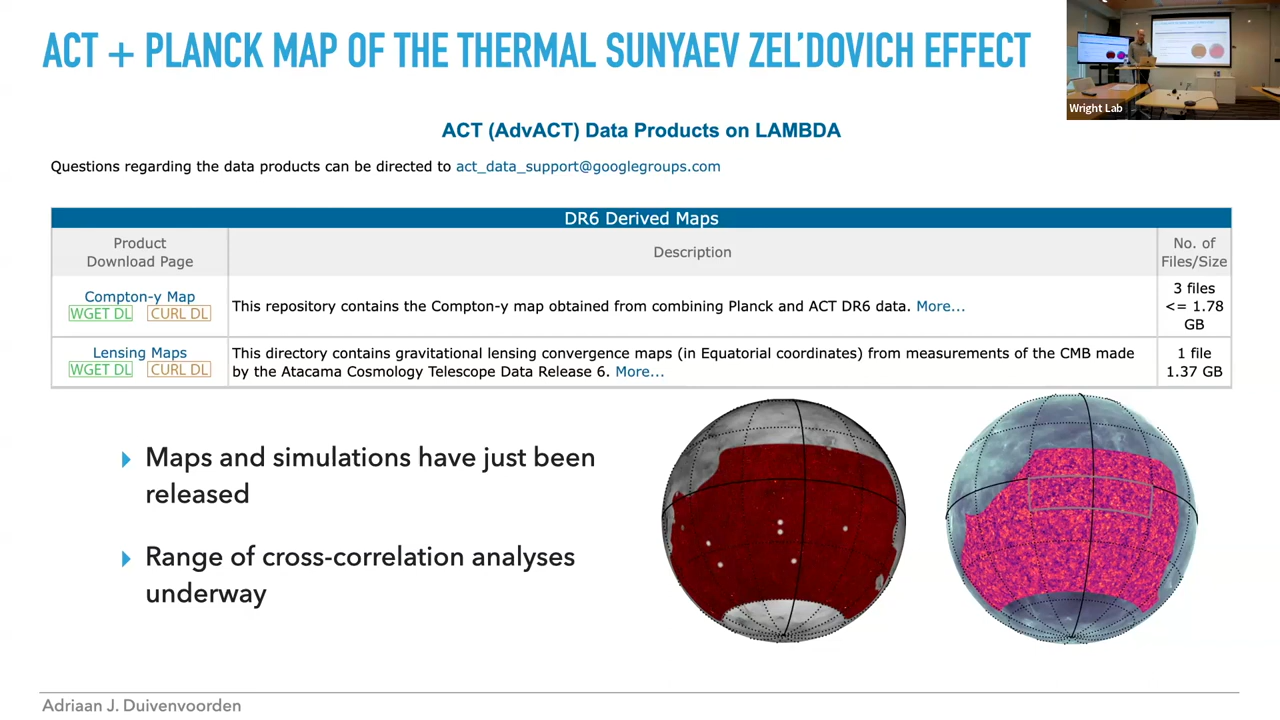 ACT + PLANCK MAP OF THE THERMAL SUNYAEV ZEL'DOVICH EFFECT
Wright Lab
ACT (AdvACT) Data Products on LAMBDA
Questions regarding the data products can be directed to act_data_support@googlegroups.com
DR6 Derived Maps
Product
Download Page
Description
No. of
Files/Size
Compton-y Map
WGET DL CURL DL
This repository contains the Compton-y map obtained from combining Planck and ACT DR6 data. More...
3 files
<= 1.78
GB
Lensing Maps
WGET DL CURL DL
This directory contains gravitational lensing convergence maps (in Equatorial coordinates) from measurements of the CMB made
by the Atacama Cosmology Telescope Data Release 6. More...
1 file
1.37 GB
Maps and simulations have just been
released
Range of cross-correlation analyses
underway
Adriaan J. Duivenvoorden